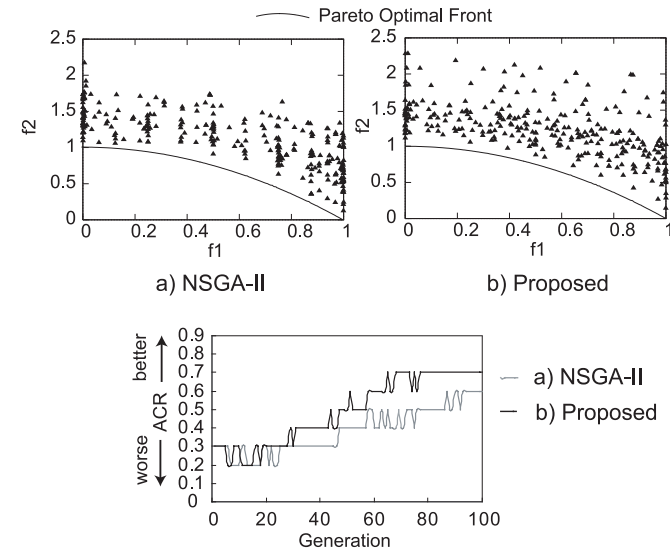 Pareto Optimal Front
2.5
2
1.5
1
0.5
0
f2
0 0.2 0.4 0.6 0.8 1
f1
a) NSGA-II
2.5
2
1.5
1
0.5
0
f2
0 0.2 0.4 0.6 0.8 1
f1
b) Proposed
better
ACR
worse
0.9
0.8
0.7
0.6
0.5
0.4
0.3
0.2
0.1
0
0 20 40 60 80 100
Generation
a) NSGA-II
b) Proposed